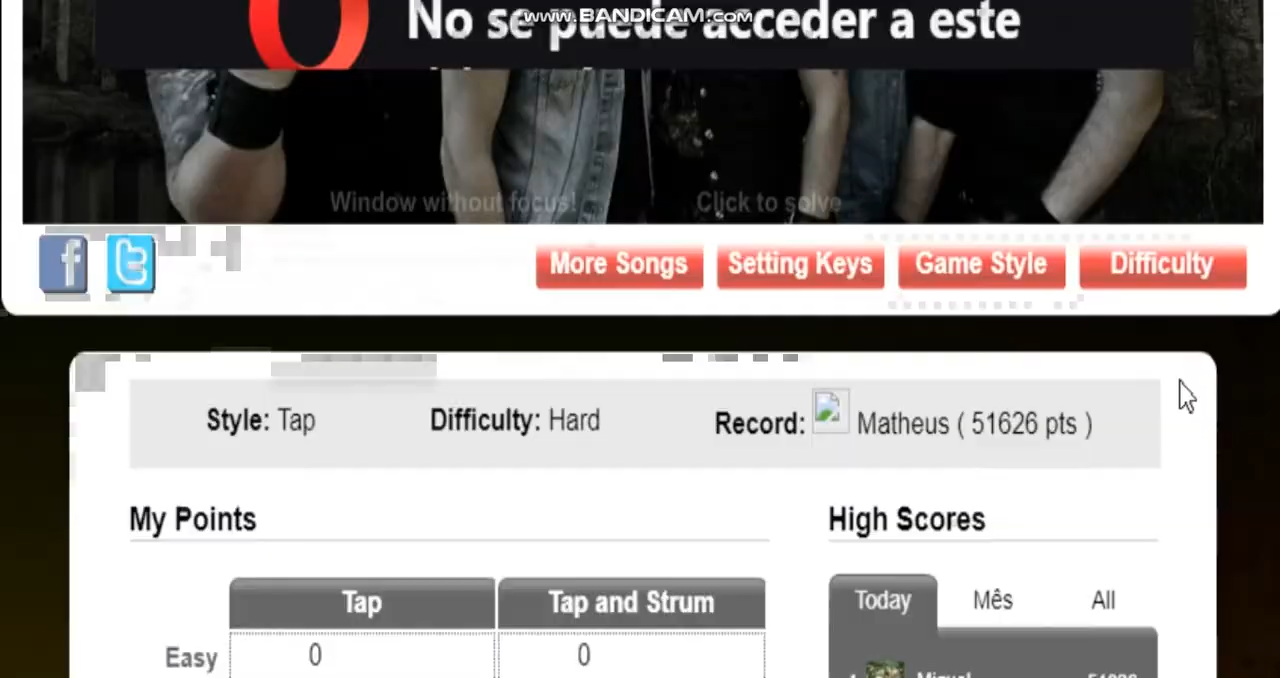 www.BANDICAM.com
No se puede acceder a este
Window without focus! Click to solve
More Songs Setting Keys Game Style Difficulty
Style: Tap Difficulty: Hard Record: Matheus ( 51626 pts )
My Points High Scores
Tap Tap and Strum Today Mês All
Easy 0 0
Miguel